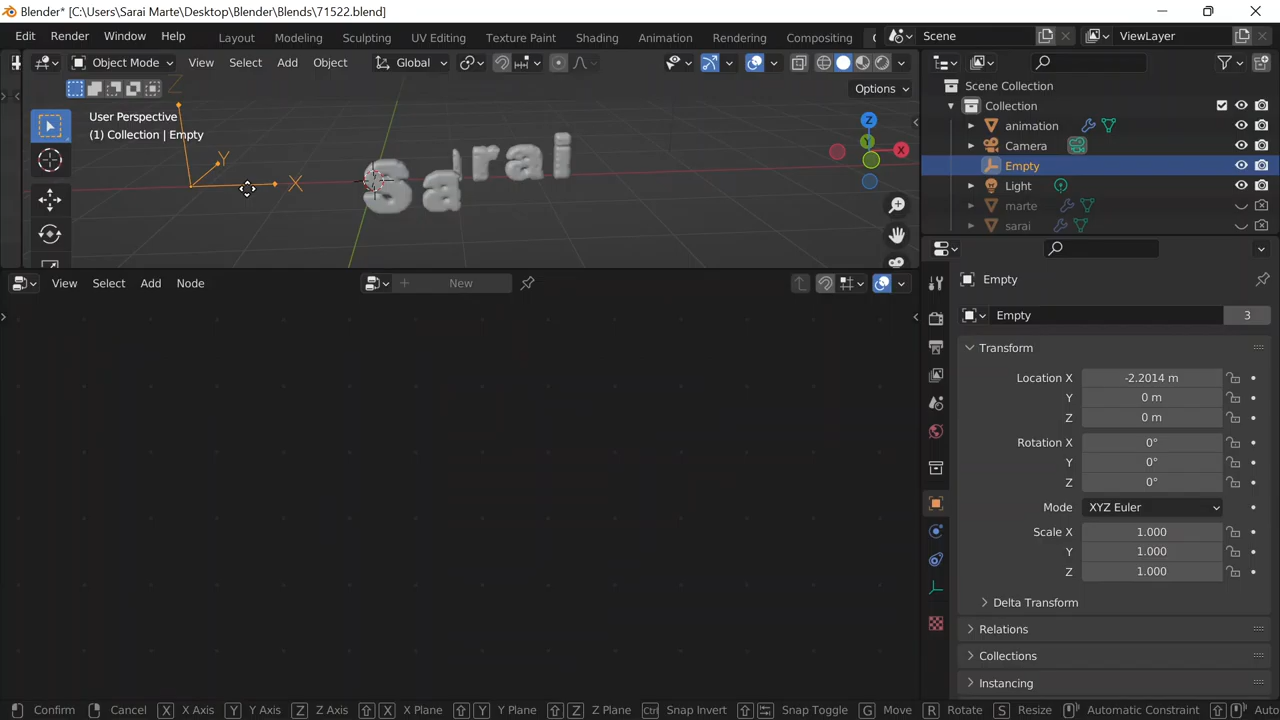 Blender* [C:\Users\Sarai Marte\Desktop\Blender\Blends\71522.blend]
Edit Render Window Help Layout Modeling Sculpting UV Editing Texture Paint Shading Animation Rendering Compositing Scene ViewLayer
Object Mode View Select Add Object Global
Options
User Perspective
(1) Collection | Empty
Z
Y
X
Sarai
Z
Y
X
Scene Collection
Collection
animation
Camera
Empty
Light
marte
sarai
View Select Add Node New
Empty
Empty 3
Transform
Location X -2.2014 m
Y 0 m
Z 0 m
Rotation X 0°
Y 0°
Z 0°
Mode XYZ Euler
Scale X 1.000
Y 1.000
Z 1.000
Delta Transform
Relations
Collections
Instancing
Confirm Cancel X X Axis Y Y Axis Z Z Axis X X Plane Y Y Plane Z Z Plane Ctrl Snap Invert Snap Toggle G Move R Rotate S Resize Automatic Constraint Auto